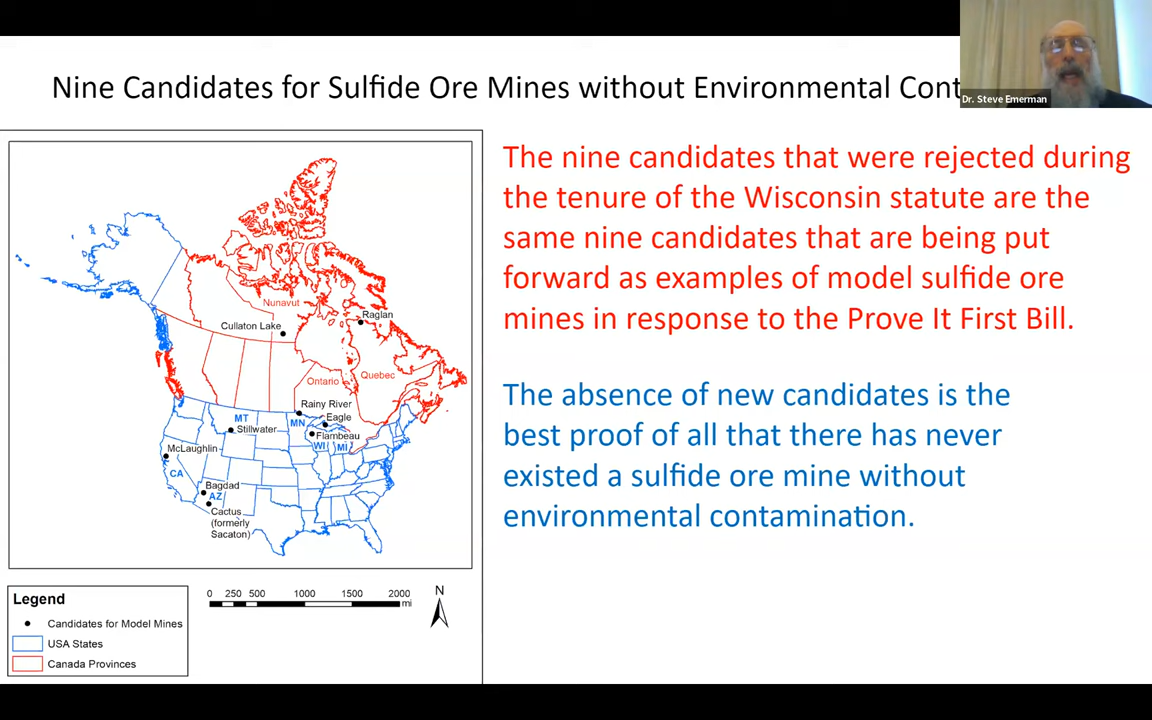 Nine Candidates for Sulfide Ore Mines without Environmental Cont
Dr. Steve Emerman
The nine candidates that were rejected during
the tenure of the Wisconsin statute are the
same nine candidates that are being put
forward as examples of model sulfide ore
mines in response to the Prove It First Bill.
The absence of new candidates is the
best proof of all that there has never
existed a sulfide ore mine without
environmental contamination.
Nunavut
Cullaton Lake
Raglan
Ontario
Quebec
Rainy River
MT
MN
Eagle
Stillwater
Flambeau
WI
MI
McLaughlin
CA
Bagdad
AZ
Cactus
(formerly
Sacaton)
Legend
Candidates for Model Mines
USA States
Canada Provinces
0 250 500 1000 1500 2000
mi
N